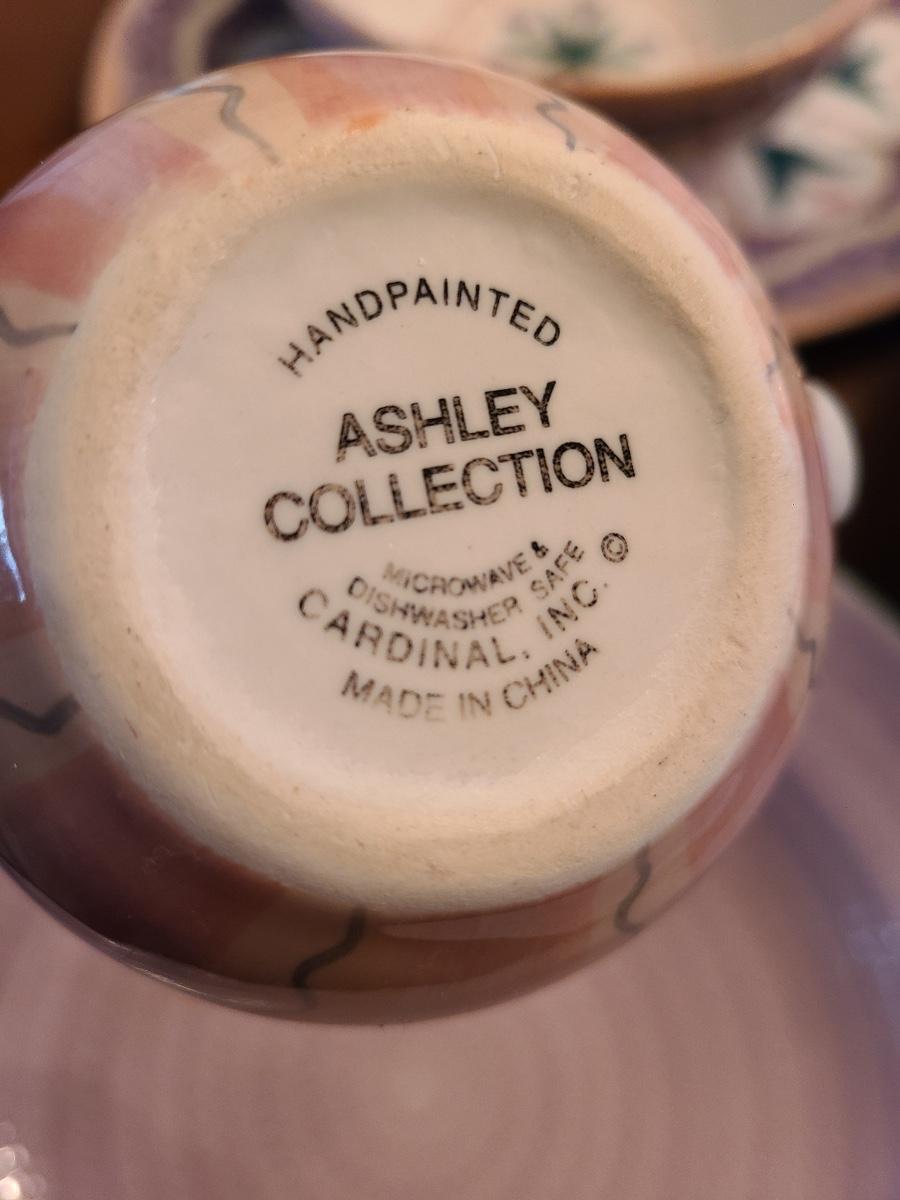 HANDPAINTED
ASHLEY
COLLECTION
MICROWAVE &
DISHWASHER SAFE
CARDINAL, INC. ©
MADE IN CHINA